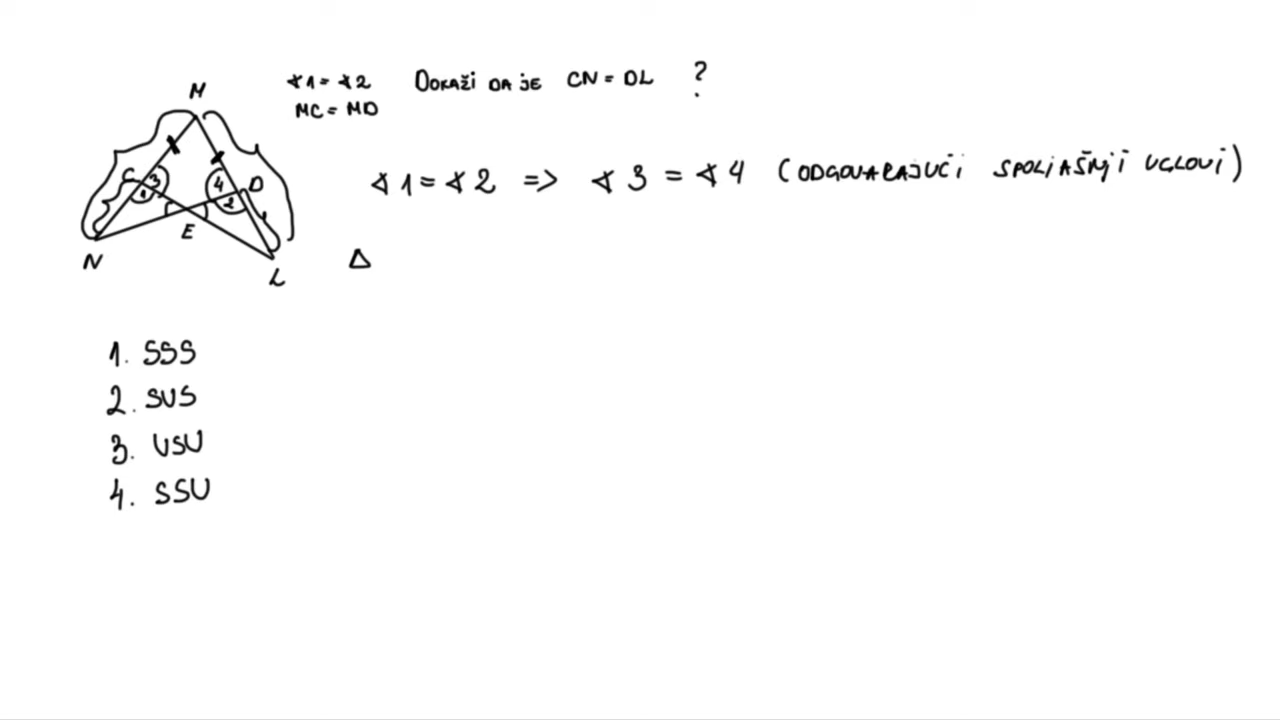 M
∢1 = ∢2 Dokaži da je CN = DL ?
MC = MD
C 3 4 D
1 2
E
N
L
∢1 = ∢2 => ∢3 = ∢4 (ODGOVARAJUĆI SPOLJAŠNJI UGLOVI)
Δ
1. SSS
2. SUS
3. USU
4. SSU